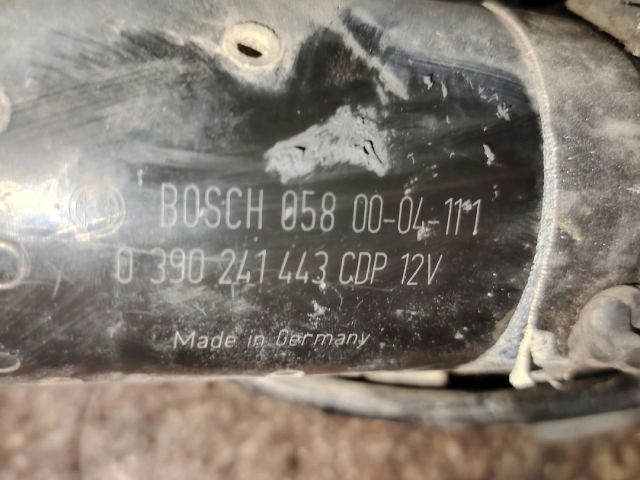 BOSCH 058 00-04-111
0 390 241 443 CDP 12V
Made in Germany